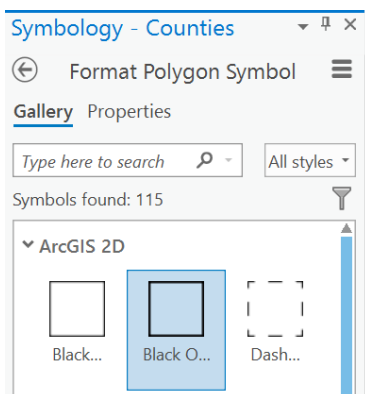 Symbology - Counties
Format Polygon Symbol
Gallery Properties
Type here to search All styles
Symbols found: 115
ArcGIS 2D
Black... Black O... Dash...